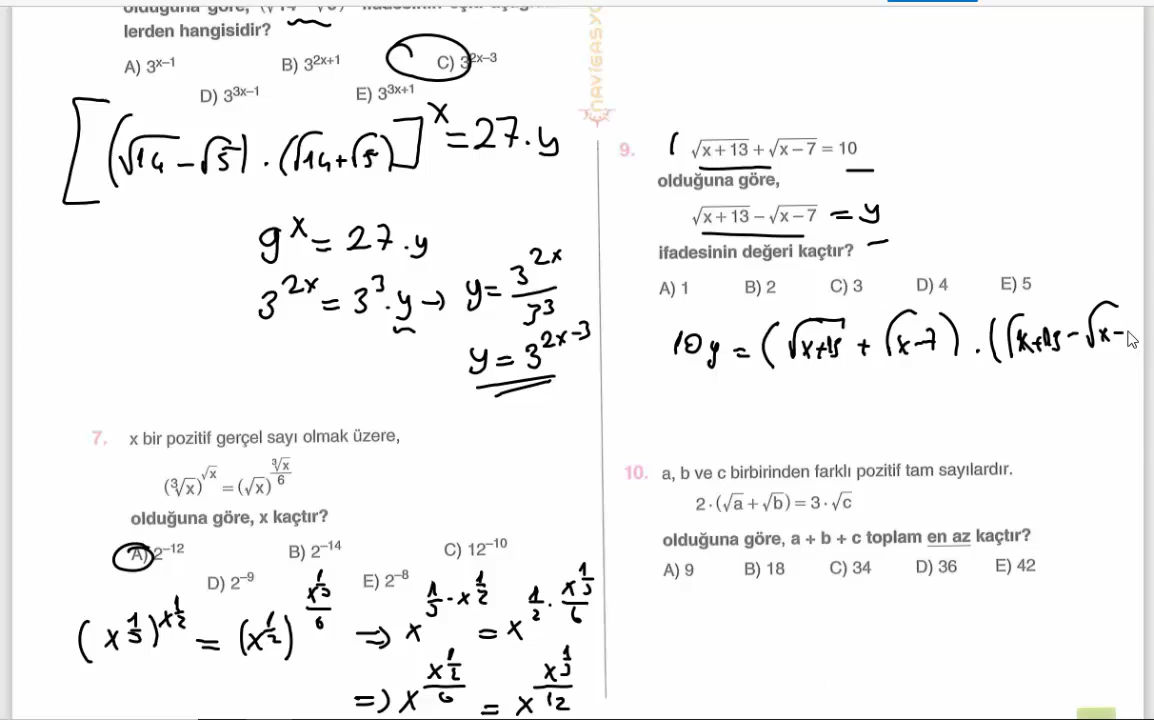 lerden hangisidir?
A) 3^{x–1} B) 3^{2x+1} C) 3^{2x–3}
D) 3^{3x–1} E) 3^{3x+1}
[(√14 – √5) . (√14 + √5)]^x = 27 . y
9^x = 27 . y
3^{2x} = 3^3 . y → y = 3^{2x}/3^3
y = 3^{2x-3}
7. x bir pozitif gerçel sayı olmak üzere,
(∛x)^{√x} = (√x)^{∛x/6}
olduğuna göre, x kaçtır?
A) 2^{–12} B) 2^{–14} C) 12^{–10}
D) 2^{–9} E) 2^{–8}
(x^{1/3})^{x^{1/2}} = (x^{1/2})^{x^{1/3}/6} => x^{1/3 . x^{1/2}} = x^{1/2 . x^{1/3}/6}
=> x^{x^{1/2}/6} = x^{x^{1/3}/12}
NAVİGASYO
9. √x + 13 + √x – 7 = 10
olduğuna göre,
√x + 13 – √x – 7 = y
ifadesinin değeri kaçtır?
A) 1 B) 2 C) 3 D) 4 E) 5
10y = (√x+13 + √x-7) . (√x+13 - √x-
10. a, b ve c birbirinden farklı pozitif tam sayılardır.
2·(√a + √b) = 3·√c
olduğuna göre, a + b + c toplam en az kaçtır?
A) 9 B) 18 C) 34 D) 36 E) 42